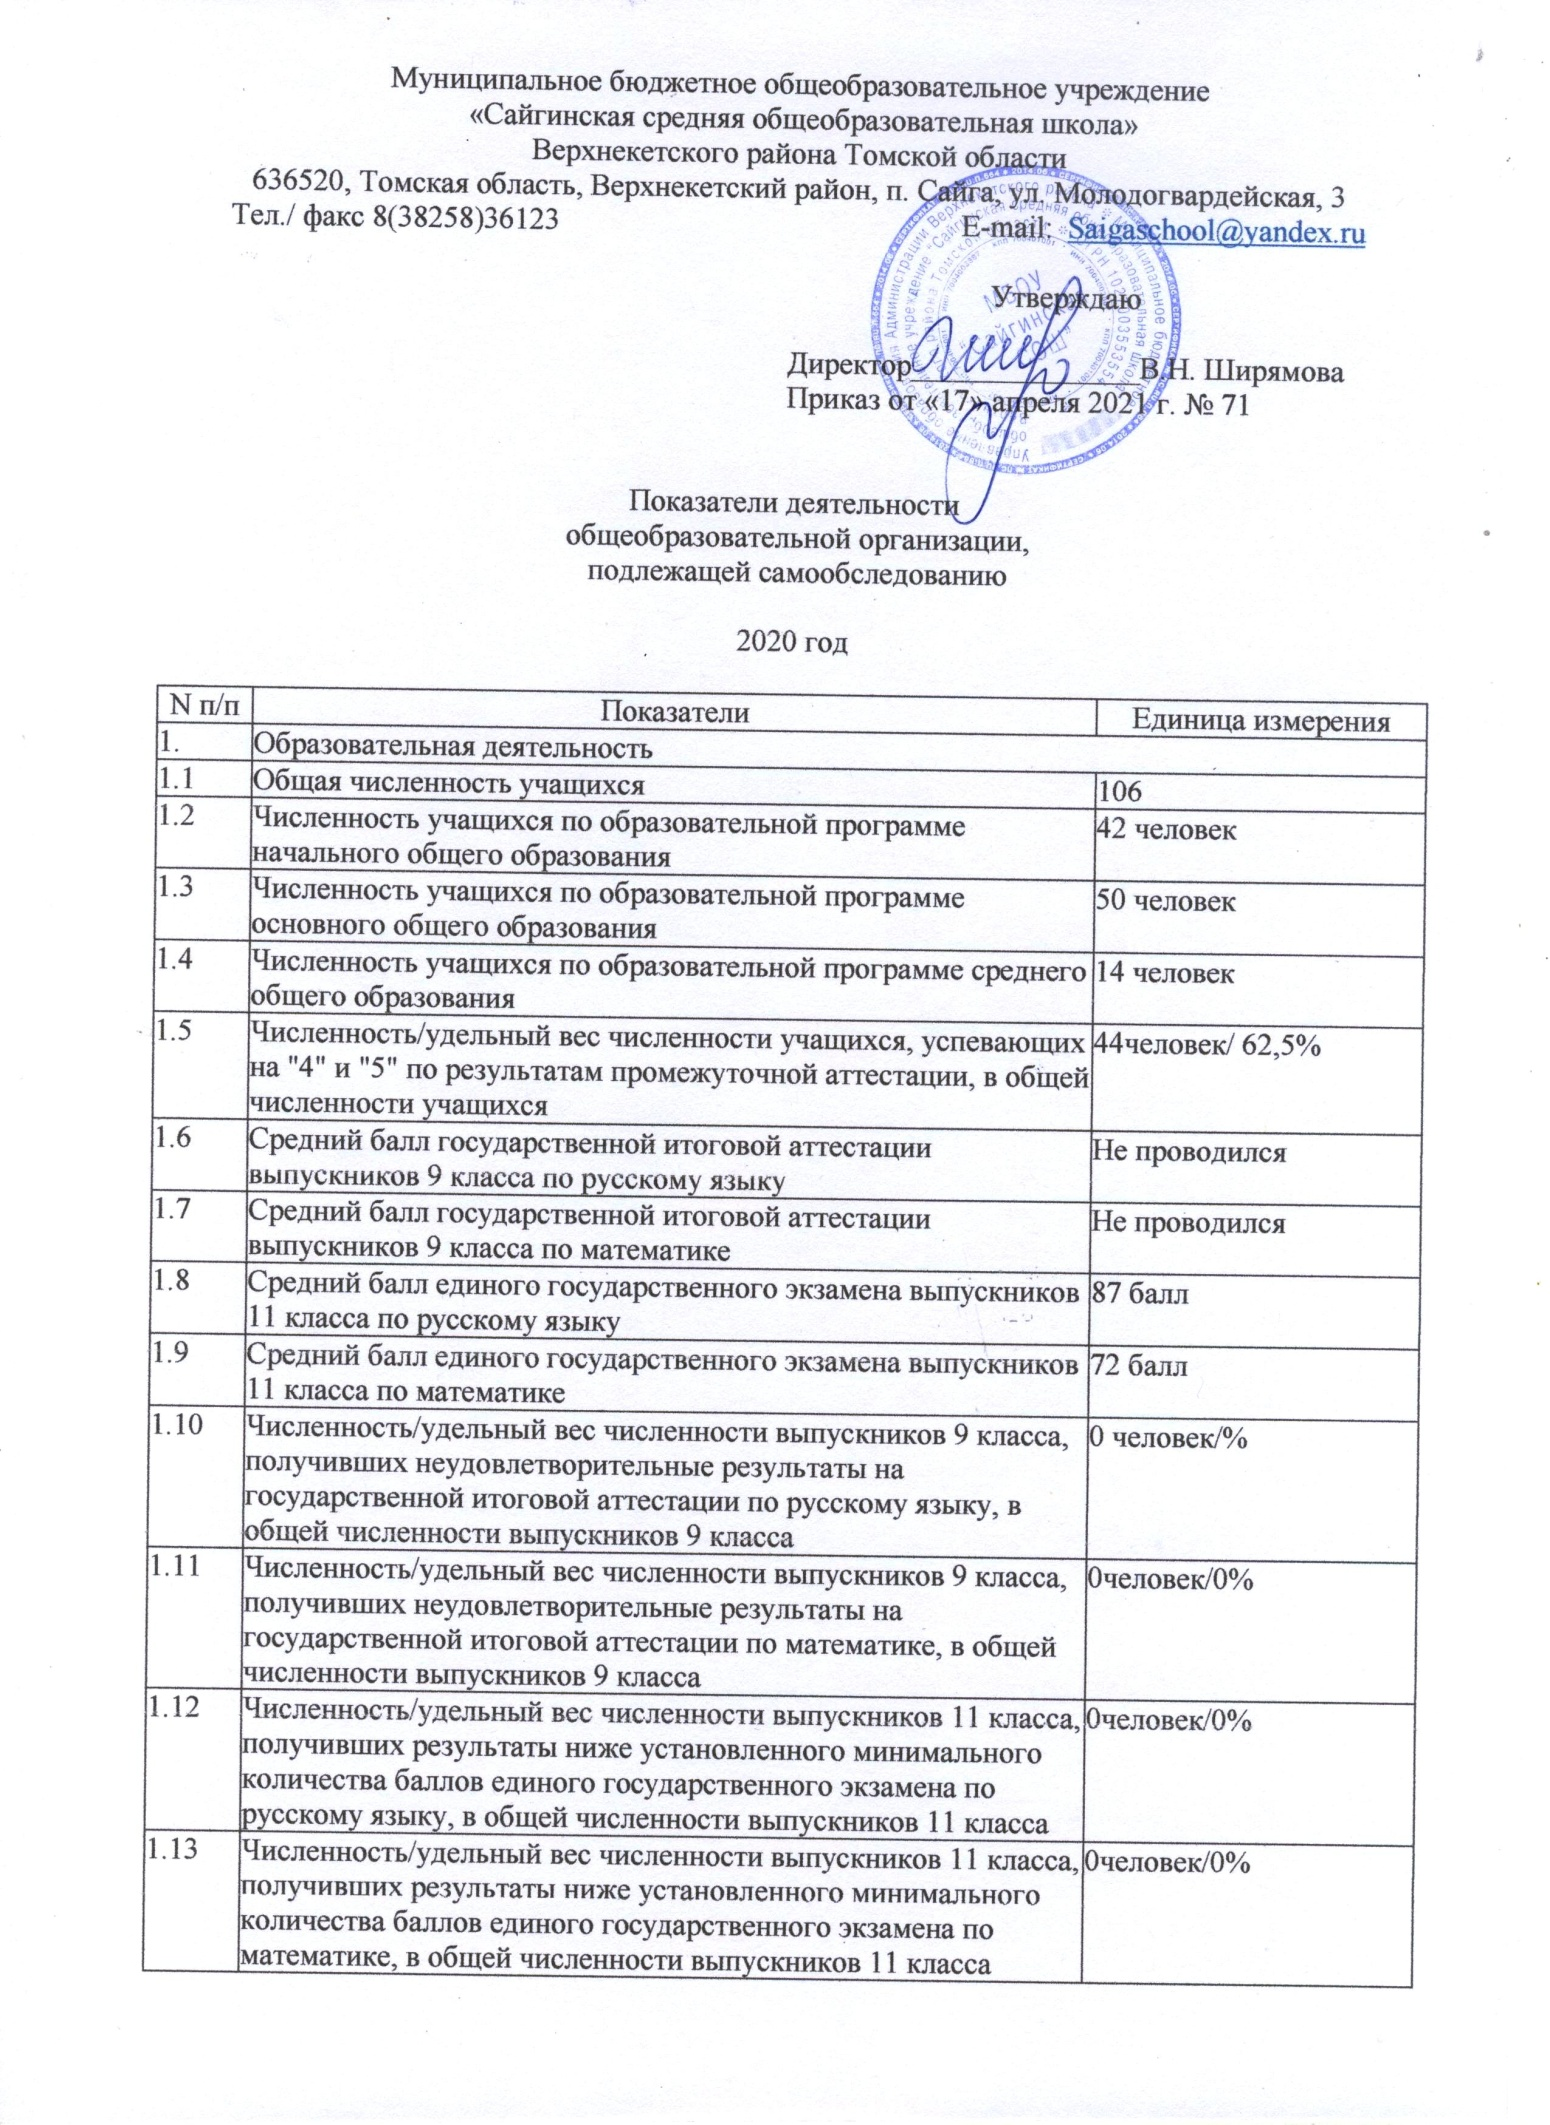 Муниципальное бюджетное общеобразовательное учреждение
«Сайгинская средняя общеобразовательная школа»
Верхнекетского района Томской области
636520, Томская область, Верхнекетский район, п. Сайга, ул. Молодогвардейская, 3
Тел./ факс 8(38258)36123 E-mail: Saigaschool@yandex.ru
Утверждаю
Директор_______________В.Н. Ширямова
Приказ от «17» апреля 2021 г. № 71
Показатели деятельности
общеобразовательной организации,
подлежащей самообследованию
2020 год
N п/п Показатели Единица измерения
1. Образовательная деятельность
1.1 Общая численность учащихся 106
1.2 Численность учащихся по образовательной программе 42 человек
начального общего образования
1.3 Численность учащихся по образовательной программе 50 человек
основного общего образования
1.4 Численность учащихся по образовательной программе среднего 14 человек
общего образования
1.5 Численность/удельный вес численности учащихся, успевающих 44человек/ 62,5%
на "4" и "5" по результатам промежуточной аттестации, в общей
численности учащихся
1.6 Средний балл государственной итоговой аттестации Не проводился
выпускников 9 класса по русскому языку
1.7 Средний балл государственной итоговой аттестации Не проводился
выпускников 9 класса по математике
1.8 Средний балл единого государственного экзамена выпускников 87 балл
11 класса по русскому языку
1.9 Средний балл единого государственного экзамена выпускников 72 балл
11 класса по математике
1.10 Численность/удельный вес численности выпускников 9 класса, 0 человек/%
получивших неудовлетворительные результаты на
государственной итоговой аттестации по русскому языку, в
общей численности выпускников 9 класса
1.11 Численность/удельный вес численности выпускников 9 класса, 0человек/0%
получивших неудовлетворительные результаты на
государственной итоговой аттестации по математике, в общей
численности выпускников 9 класса
1.12 Численность/удельный вес численности выпускников 11 класса, 0человек/0%
получивших результаты ниже установленного минимального
количества баллов единого государственного экзамена по
русскому языку, в общей численности выпускников 11 класса
1.13 Численность/удельный вес численности выпускников 11 класса, 0человек/0%
получивших результаты ниже установленного минимального
количества баллов единого государственного экзамена по
математике, в общей численности выпускников 11 класса